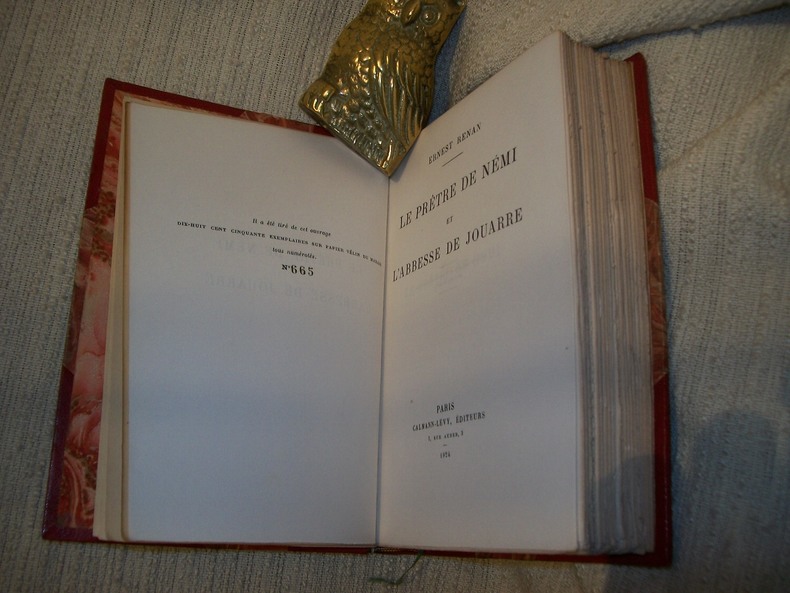 Il a été tiré de cet ouvrage
DIX-HUIT CENT CINQUANTE EXEMPLAIRES SUR PAPIER VÉLIN DU MARAIS
tous numérotés.
N° 665
ERNEST RENAN
LE PRÊTRE DE NÉMI
ET
L'ABBESSE DE JOUARRE
PARIS
CALMANN-LÉVY, ÉDITEURS
3, RUE AUBER, 3
1924